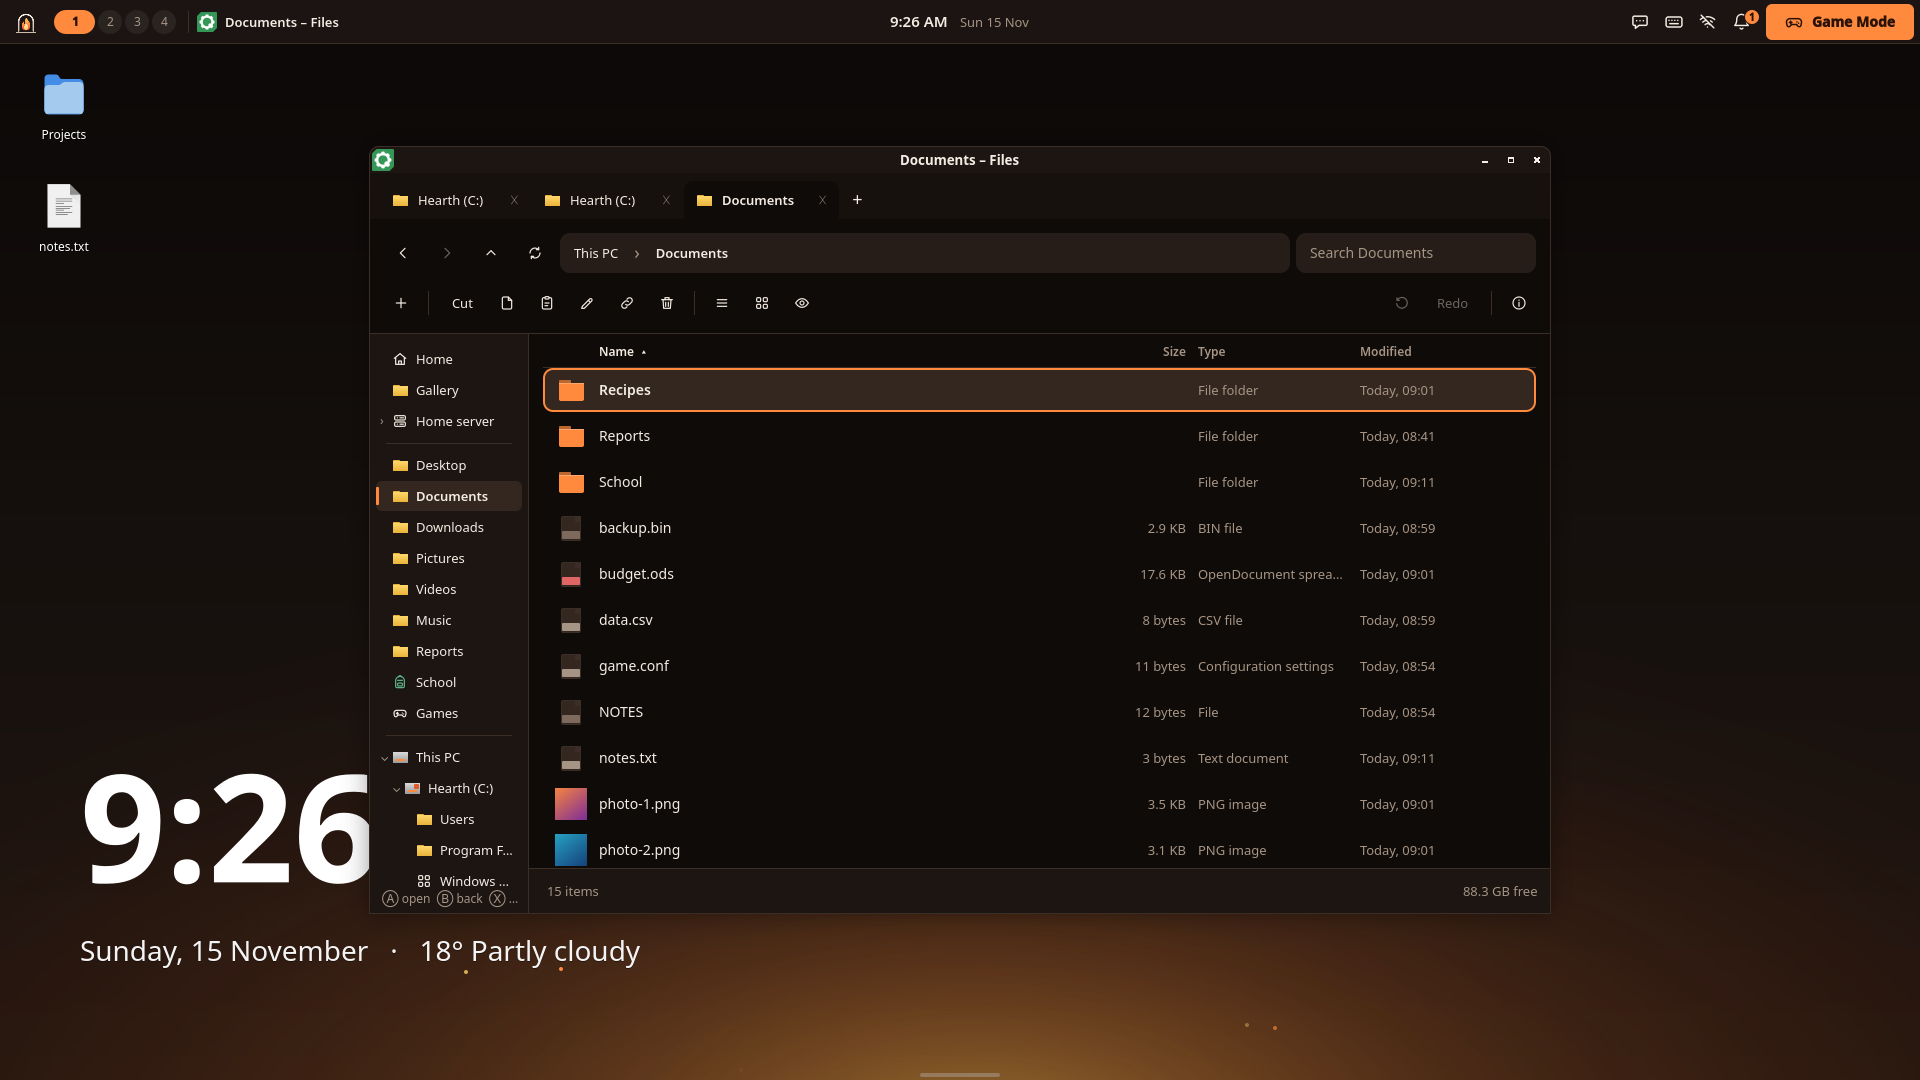 1 2 3 4 Documents – Files 9:26 AM Sun 15 Nov 1 Game Mode
Projects
notes.txt
Documents – Files
Hearth (C:) X Hearth (C:) X Documents X +
This PC › Documents Search Documents
Cut Redo
Home
Gallery
Home server
Desktop
Documents
Downloads
Pictures
Videos
Music
Reports
School
Games
This PC
Hearth (C:)
Users
Program F...
Windows ...
A open B back X ...
Name Size Type Modified
Recipes File folder Today, 09:01
Reports File folder Today, 08:41
School File folder Today, 09:11
backup.bin 2.9 KB BIN file Today, 08:59
budget.ods 17.6 KB OpenDocument sprea... Today, 09:01
data.csv 8 bytes CSV file Today, 08:59
game.conf 11 bytes Configuration settings Today, 08:54
NOTES 12 bytes File Today, 08:54
notes.txt 3 bytes Text document Today, 09:11
photo-1.png 3.5 KB PNG image Today, 09:01
photo-2.png 3.1 KB PNG image Today, 09:01
15 items 88.3 GB free
9:26
Sunday, 15 November · 18° Partly cloudy